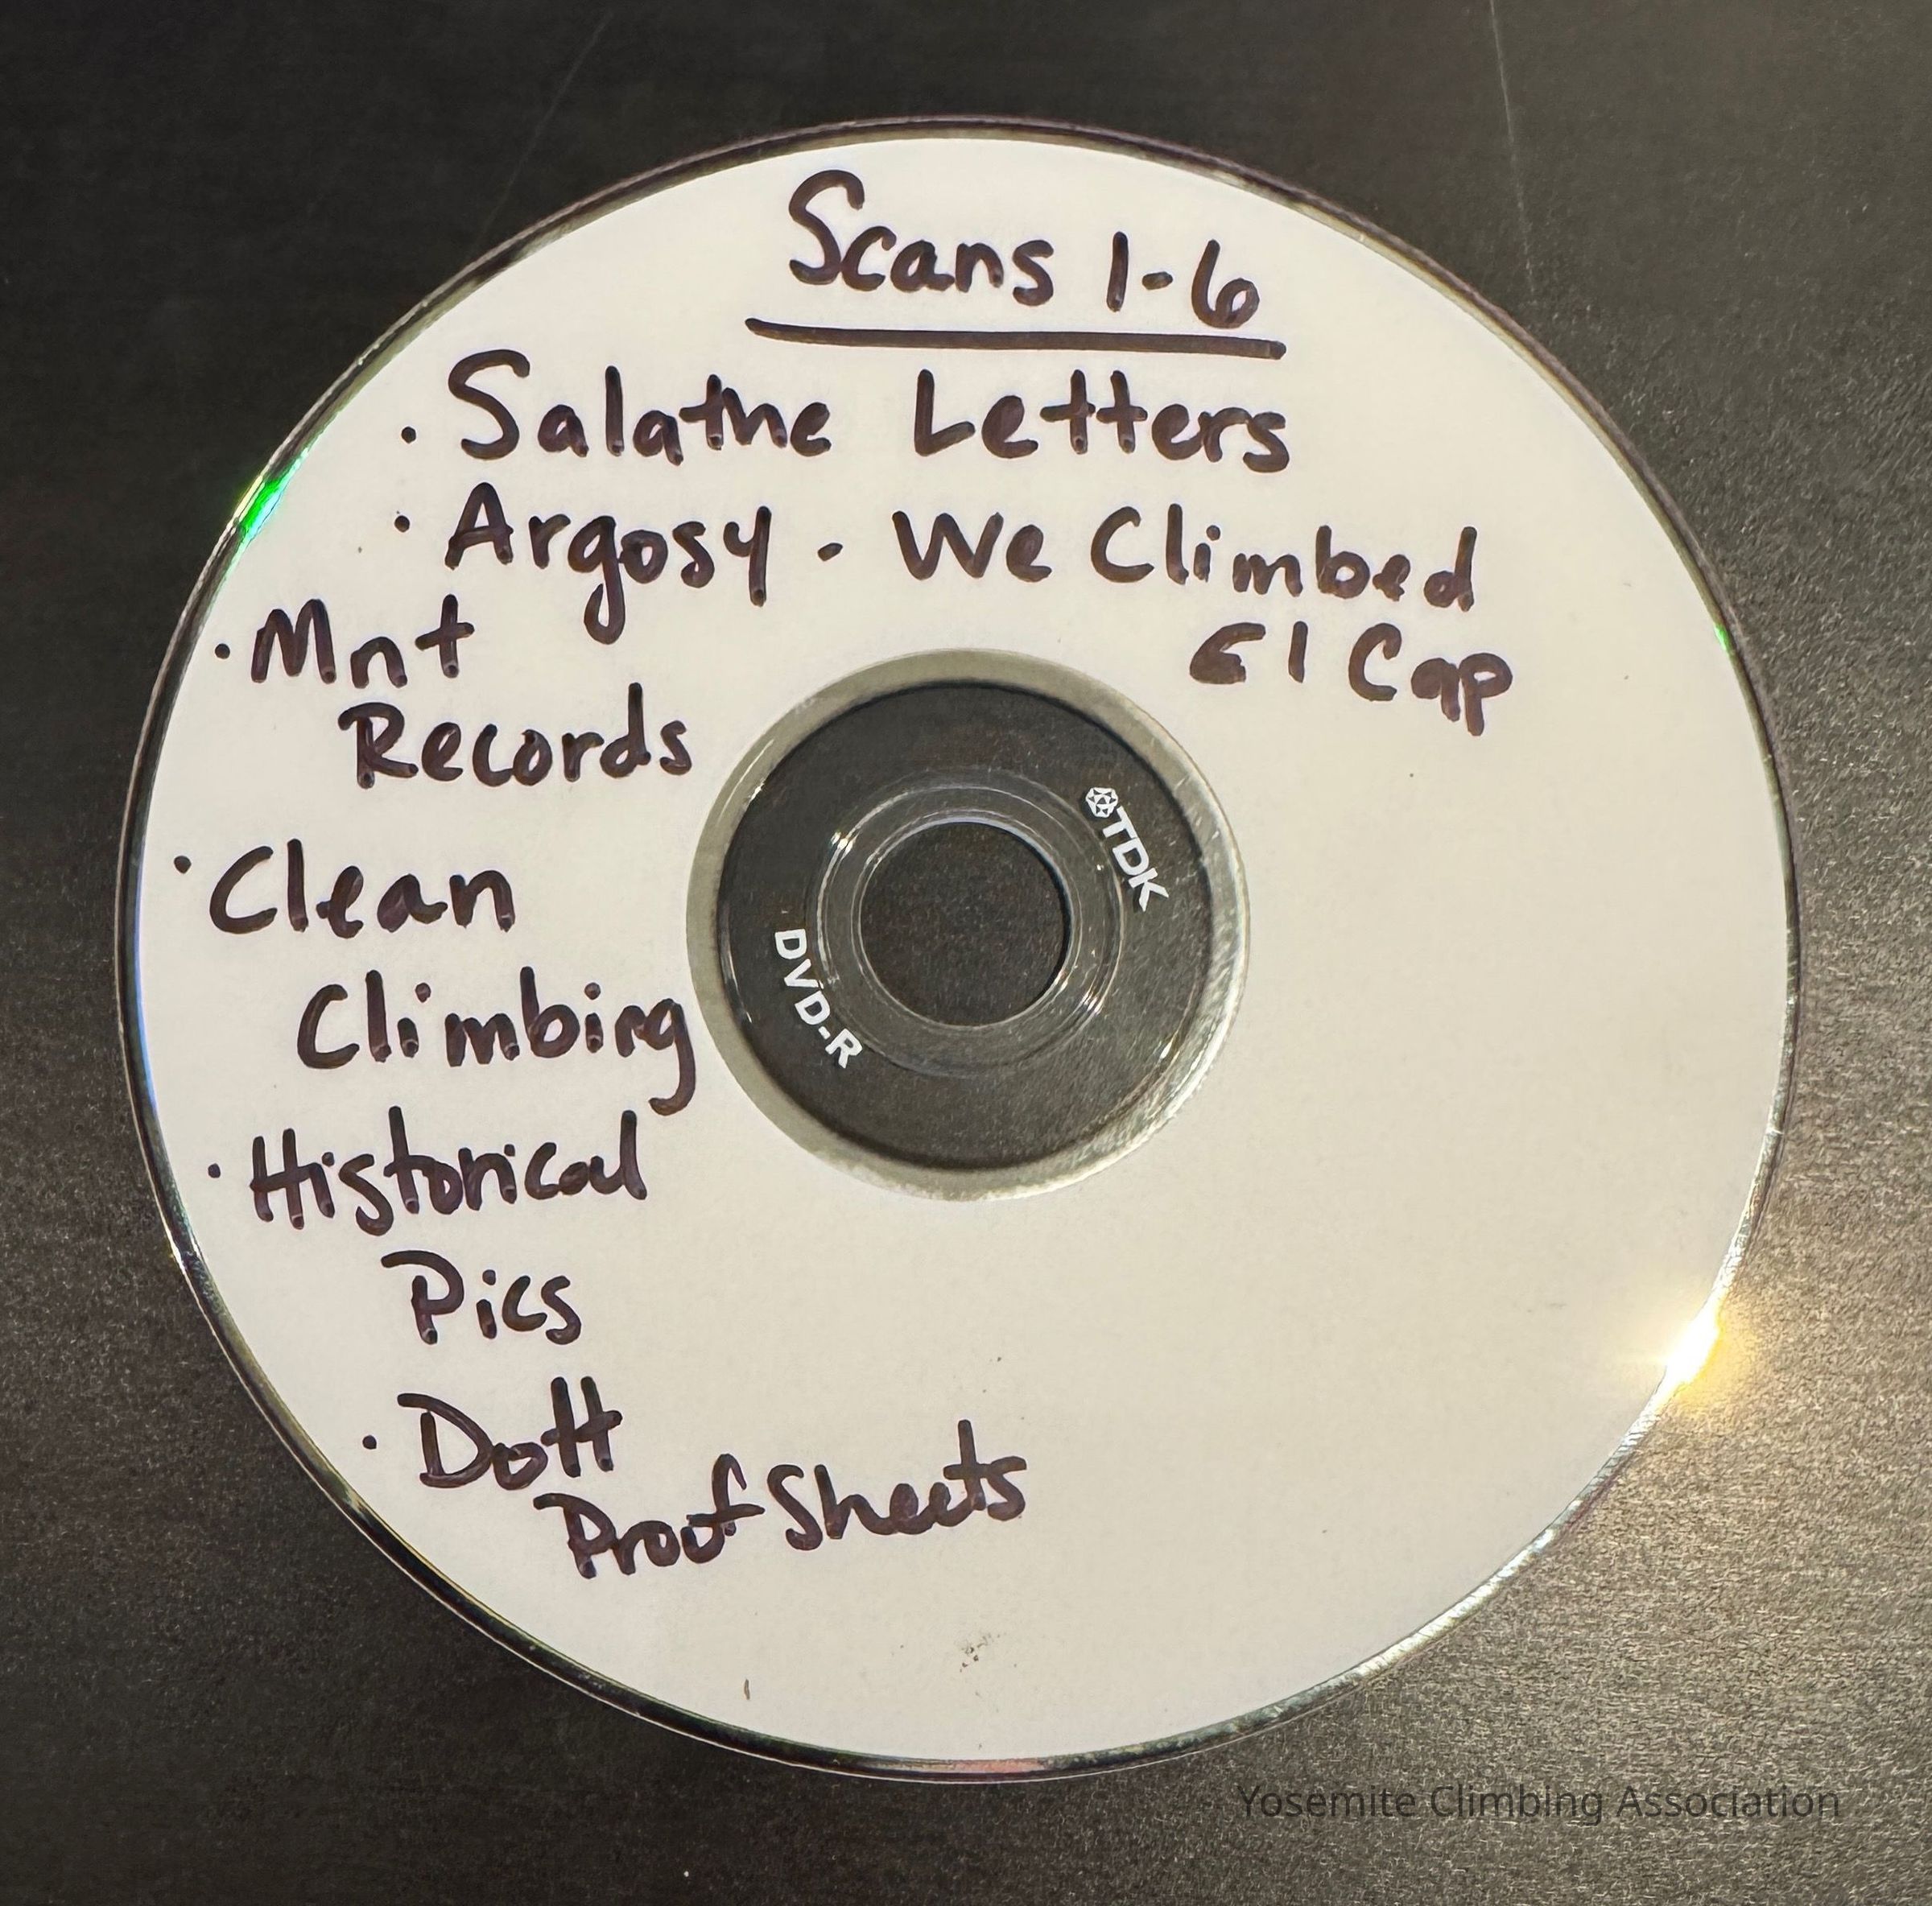 Scans 1-6
· Salathe Letters
· Argosy - We Climbed
El Cap
· Mnt
Records
· Clean
Climbing
· Historical
Pics
· Dott
Proof Sheets
TDK
DVD-R
Yosemite Climbing Association